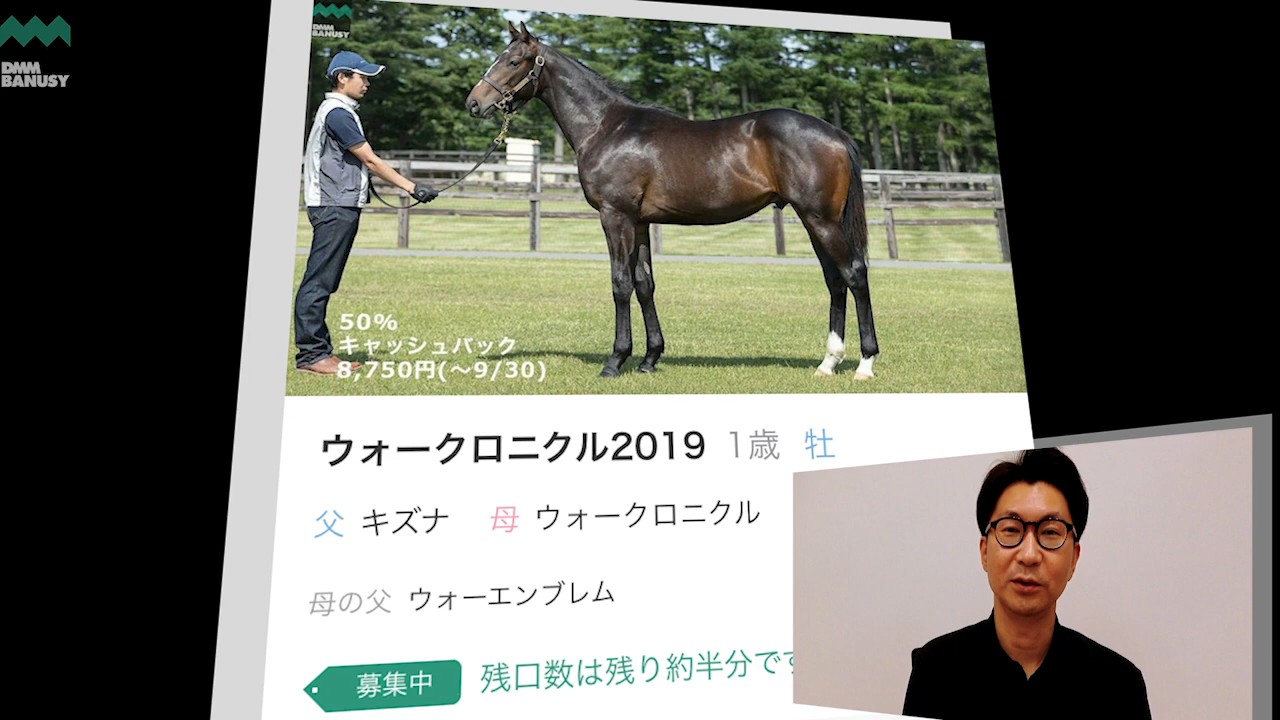 DMM
BANUSY
DMM
BANUSY
50%
キャッシュバック
8,750円(〜9/30)
ウォークロニクル2019 1歳 牡
父 キズナ 母 ウォークロニクル
母の父 ウォーエンブレム
募集中 残口数は残り約半分です